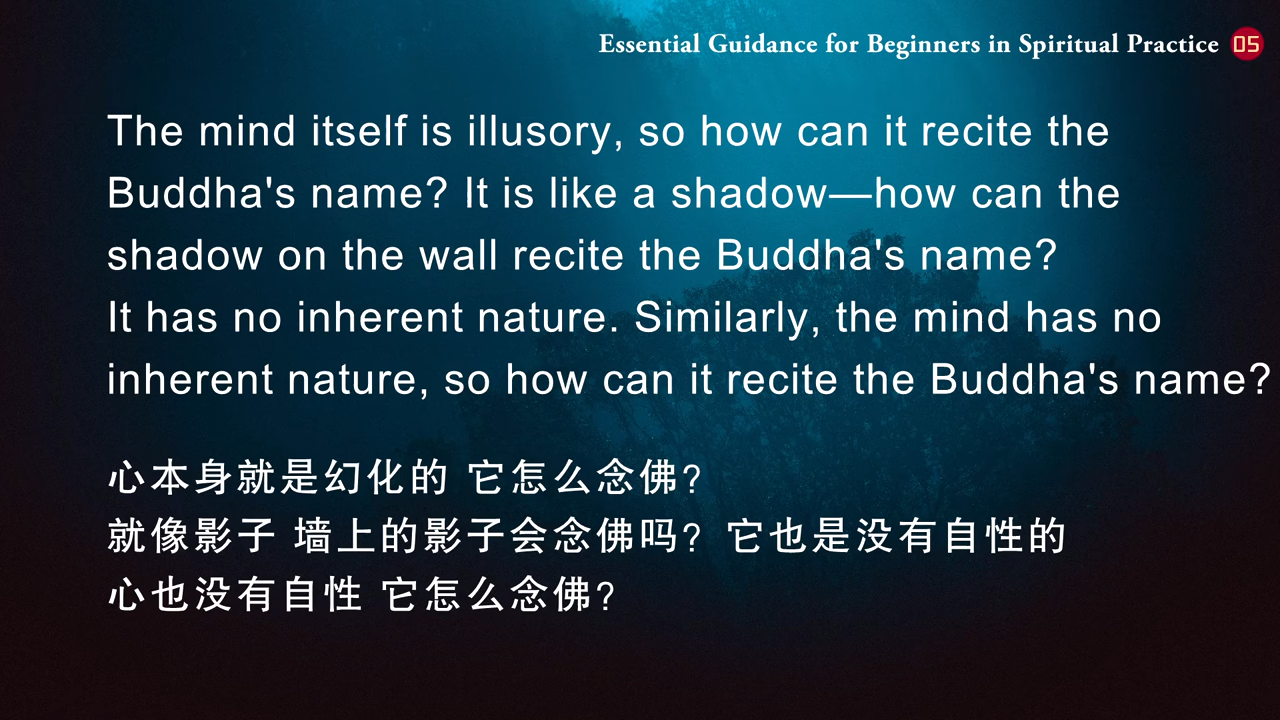 Essential Guidance for Beginners in Spiritual Practice 05
The mind itself is illusory, so how can it recite the
Buddha's name? It is like a shadow—how can the
shadow on the wall recite the Buddha's name?
It has no inherent nature. Similarly, the mind has no
inherent nature, so how can it recite the Buddha's name?
心本身就是幻化的 它怎么念佛?
就像影子 墙上的影子会念佛吗? 它也是没有自性的
心也没有自性 它怎么念佛?